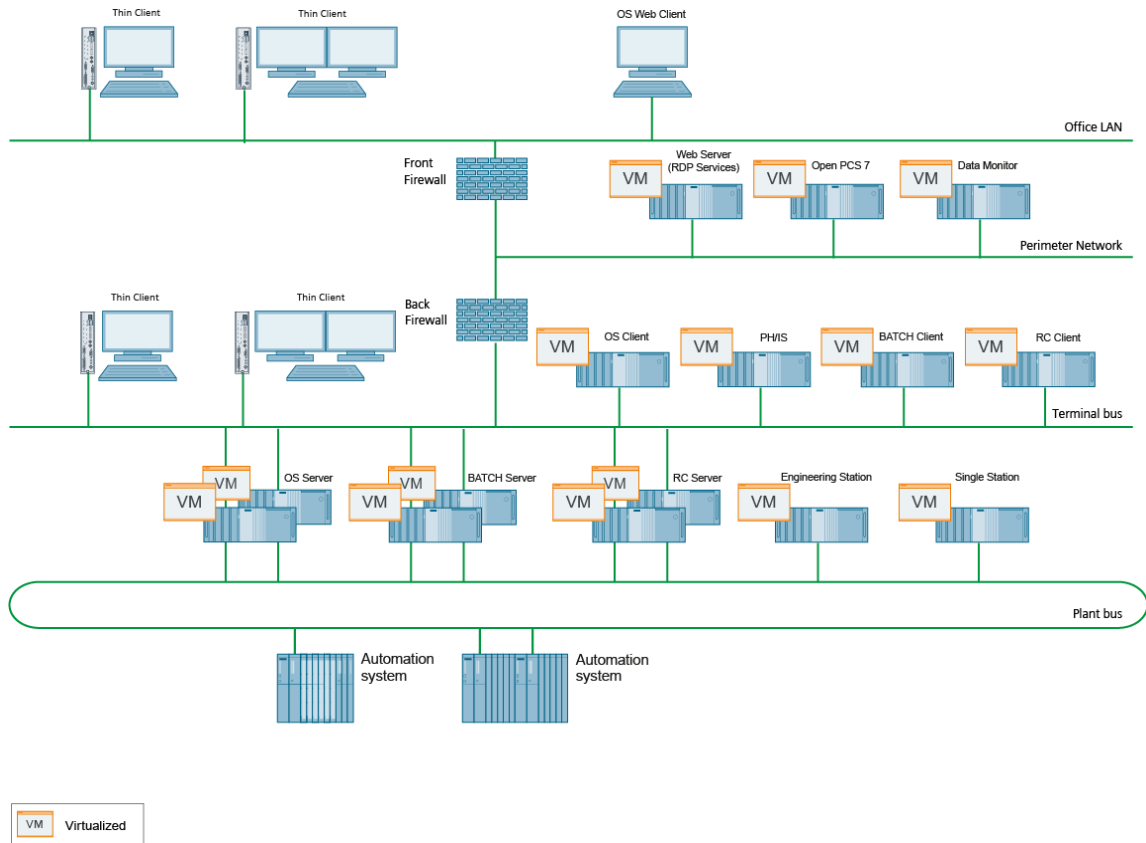 Thin Client
Thin Client
OS Web Client
Office LAN
Front
Firewall
VM
Web Server
(RDP Services)
VM
Open PCS 7
VM
Data Monitor
Perimeter Network
Thin Client
Thin Client
Back
Firewall
VM
OS Client
VM
PH/IS
VM
BATCH Client
VM
RC Client
Terminal bus
VM
VM
OS Server
VM
VM
BATCH Server
VM
VM
RC Server
VM
Engineering Station
VM
Single Station
Plant bus
Automation
system
Automation
system
VM
Virtualized